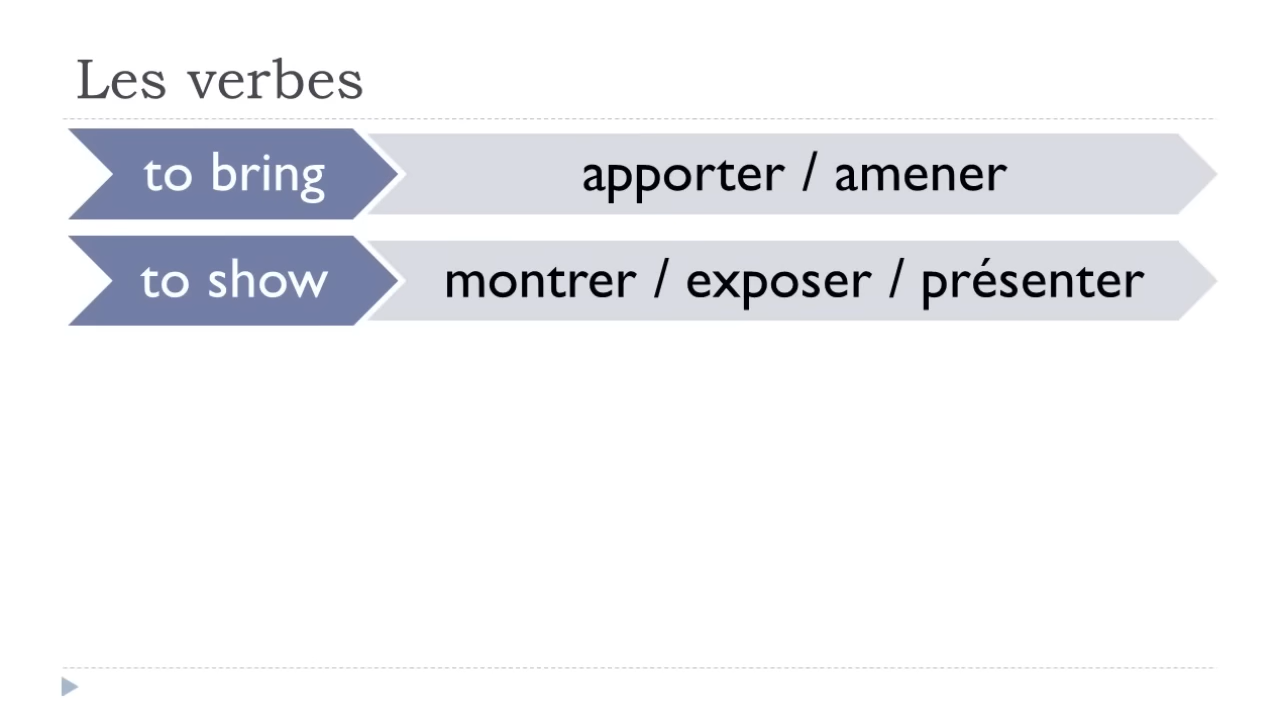 Les verbes
to bring
apporter / amener
to show
montrer / exposer / présenter